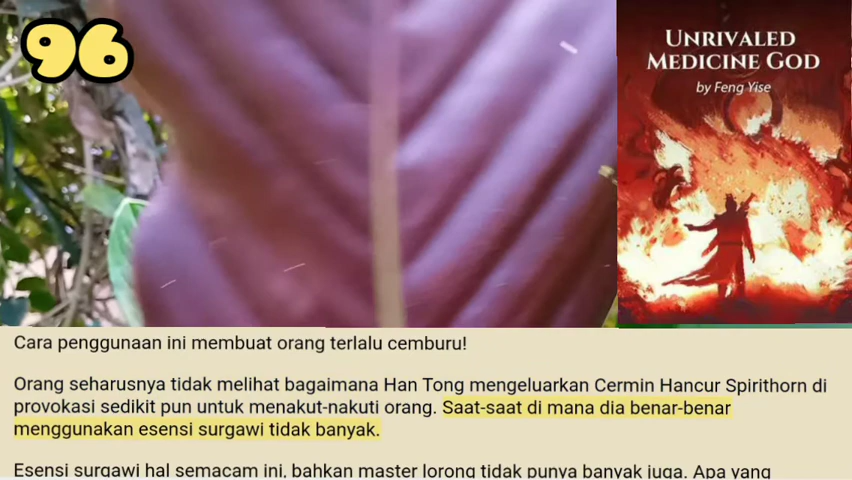 96
UNRIVALED
MEDICINE GOD
by Feng Yise
Cara penggunaan ini membuat orang terlalu cemburu!
Orang seharusnya tidak melihat bagaimana Han Tong mengeluarkan Cermin Hancur Spirithorn di
provokasi sedikit pun untuk menakut-nakuti orang. Saat-saat di mana dia benar-benar
menggunakan esensi surgawi tidak banyak.
Esensi surgawi hal semacam ini, bahkan master lorong tidak punya banyak juga. Apa yang